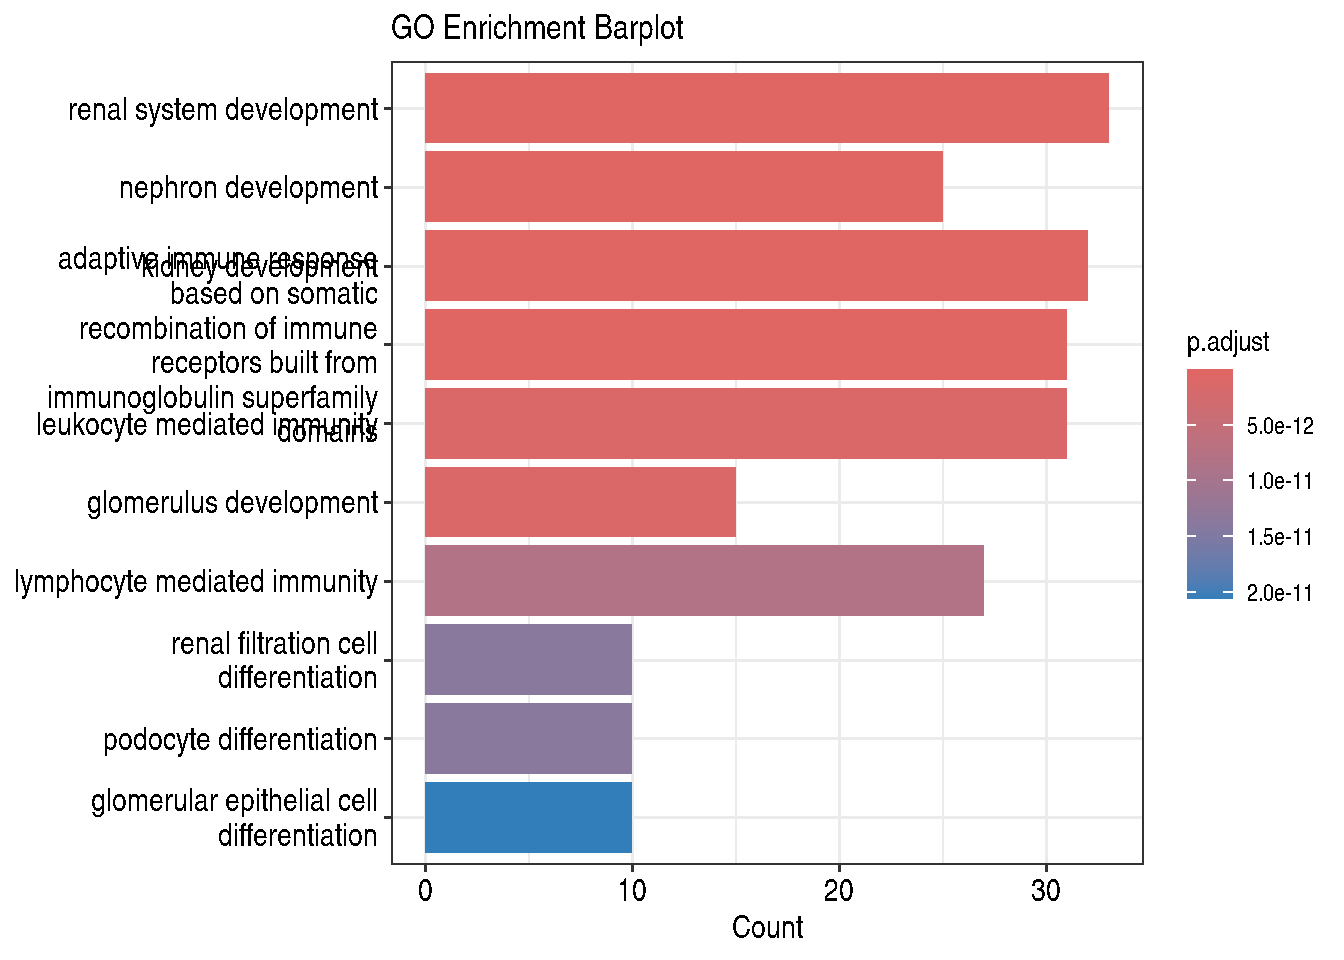 GO Enrichment Barplot
renal system development
nephron development
kidney development
adaptive immune response
based on somatic
recombination of immune
receptors built from
immunoglobulin superfamily
domains
leukocyte mediated immunity
glomerulus development
lymphocyte mediated immunity
renal filtration cell
differentiation
podocyte differentiation
glomerular epithelial cell
differentiation
0 10 20 30
Count
p.adjust
5.0e-12
1.0e-11
1.5e-11
2.0e-11